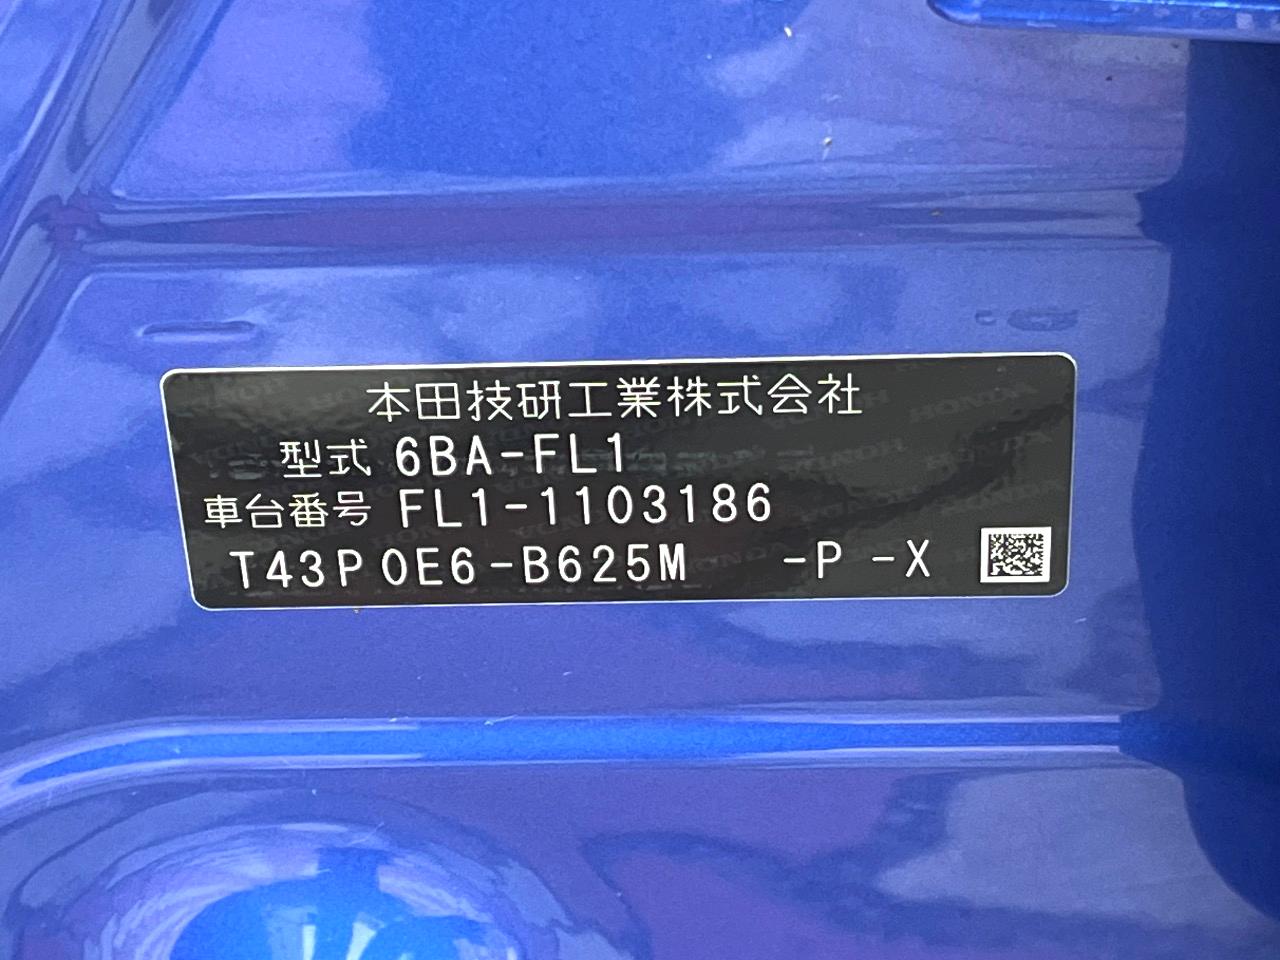 本田技研工業株式会社
型式 6BA-FL1
車台番号 FL1-1103186
T43P0E6-B625M -P -X